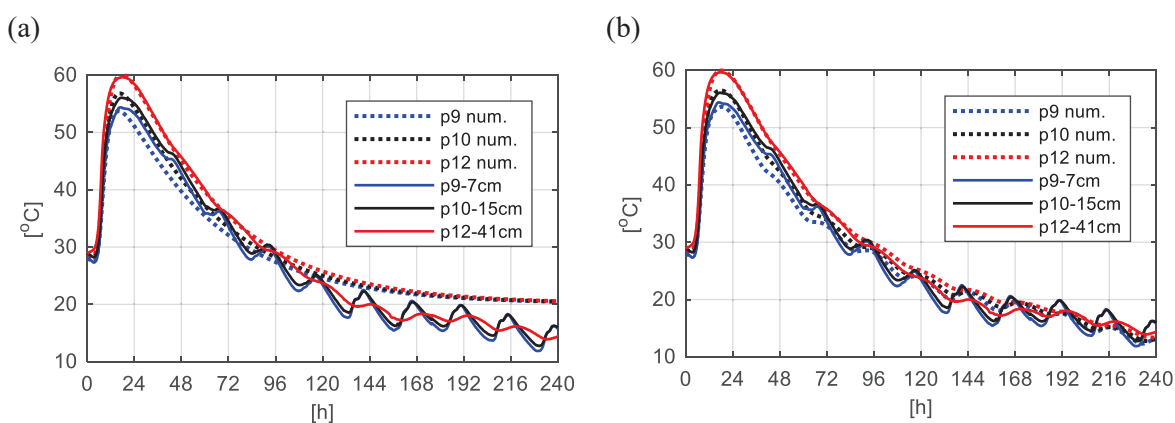 (a)
60
50
40
30
20
10
[°C]
0 24 48 72 96 120 144 168 192 216 240
[h]
p9 num.
p10 num.
p12 num.
p9-7cm
p10-15cm
p12-41cm
(b)
60
50
40
30
20
10
[°C]
0 24 48 72 96 120 144 168 192 216 240
[h]
p9 num.
p10 num.
p12 num.
p9-7cm
p10-15cm
p12-41cm